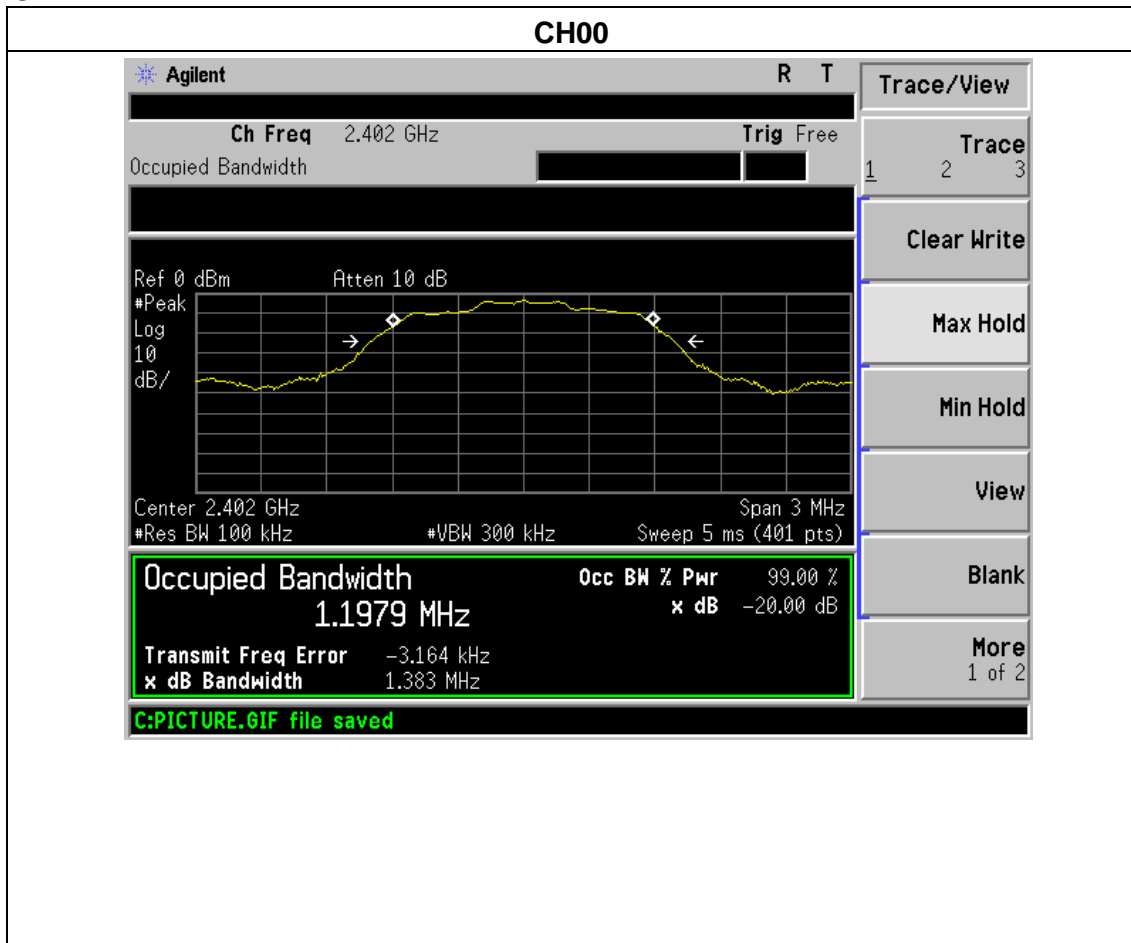 CH00
Agilent R T
Ch Freq 2.402 GHz Trig Free
Occupied Bandwidth
Ref 0 dBm Atten 10 dB
#Peak
Log
10
dB/
Center 2.402 GHz Span 3 MHz
#Res BW 100 kHz #VBW 300 kHz Sweep 5 ms (401 pts)
Occupied Bandwidth Occ BW % Pwr 99.00 %
1.1979 MHz x dB -20.00 dB
Transmit Freq Error -3.164 kHz
x dB Bandwidth 1.383 MHz
C:PICTURE.GIF file saved
Trace/View
Trace
1 2 3
Clear Write
Max Hold
Min Hold
View
Blank
More
1 of 2